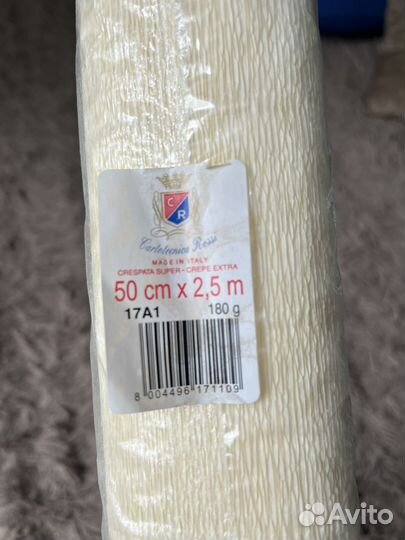 C
R
Cartotecnica Rossi
MADE IN ITALY
CRESPATA SUPER - CREPE EXTRA
50 cm x 2,5 m
17A1 180 g
8 004496 171109
Avito